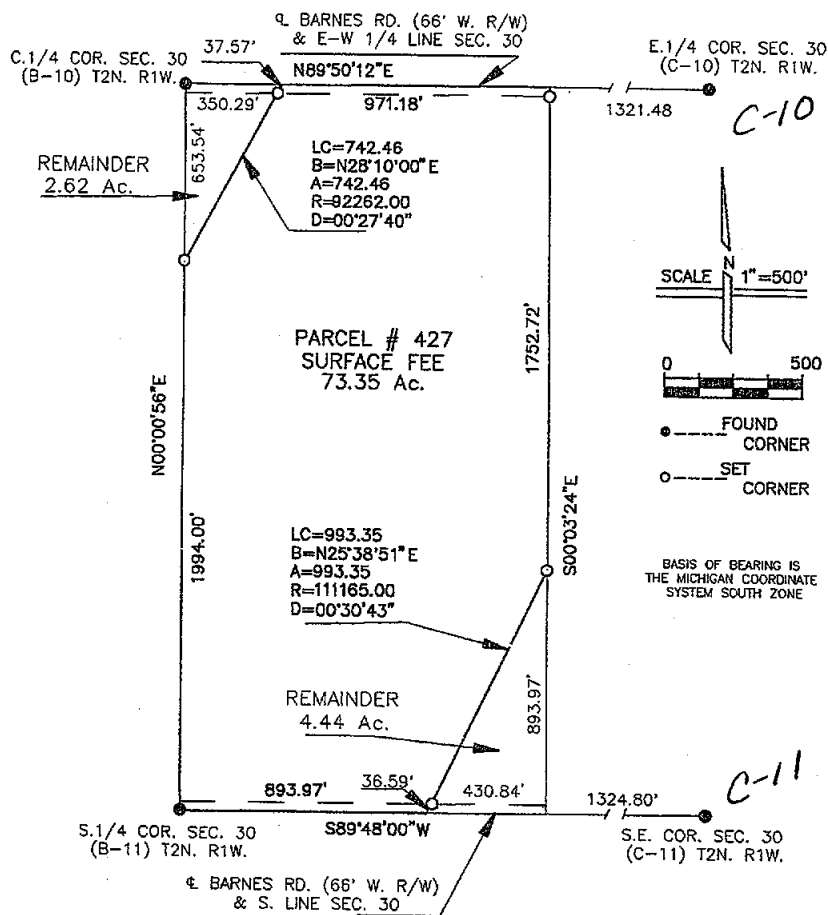 ℄ BARNES RD. (66' W. R/W)
& E-W 1/4 LINE SEC. 30
C.1/4 COR. SEC. 30
(B-10) T2N. R1W.
37.57'
N89°50'12"E
E.1/4 COR. SEC. 30
(C-10) T2N. R1W.
350.29'
971.18'
1321.48
C-10
653.54'
REMAINDER
2.62 Ac.
LC=742.46
B=N28°10'00"E
A=742.46
R=92262.00
D=00°27'40"
N
SCALE 1"=500'
PARCEL # 427
SURFACE FEE
73.35 Ac.
1752.72'
0 500
FOUND
CORNER
SET
CORNER
N00°00'56"E
1994.00'
S00°03'24"E
LC=993.35
B=N25°38'51"E
A=993.35
R=111165.00
D=00°30'43"
BASIS OF BEARING IS
THE MICHIGAN COORDINATE
SYSTEM SOUTH ZONE
REMAINDER
4.44 Ac.
893.97'
893.97'
36.59'
430.84'
1324.80'
C-11
S.1/4 COR. SEC. 30
(B-11) T2N. R1W.
S89°48'00"W
S.E. COR. SEC. 30
(C-11) T2N. R1W.
℄ BARNES RD. (66' W. R/W)
& S. LINE SEC. 30